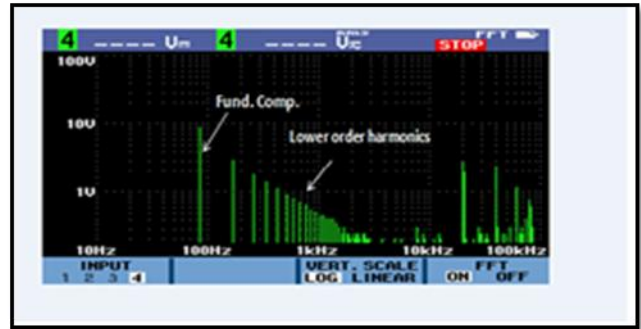 4 ---- V 4 ---- V FFT
STOP
100V
Fund. Comp.
10V
Lower order harmonics
1V
10Hz 100Hz 1kHz 10kHz 100kHz
INPUT VERT. SCALE FFT
1 2 3 4 LOG LINEAR ON OFF